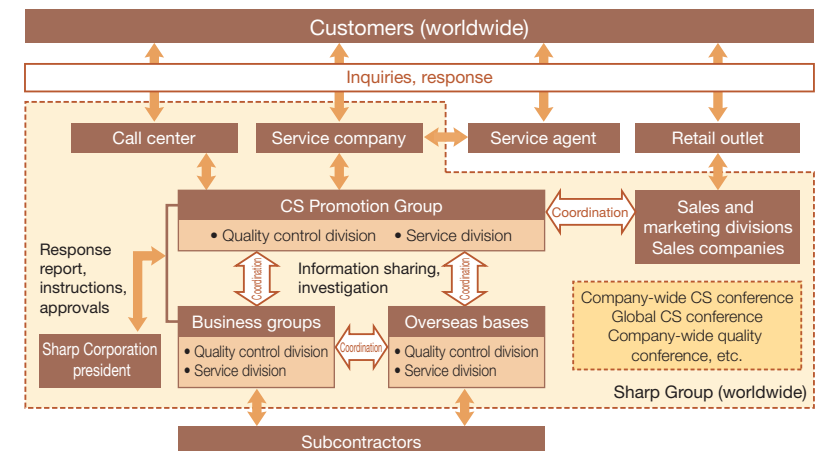 Customers (worldwide)
Inquiries, response
Call center
Service company
Service agent
Retail outlet
CS Promotion Group
• Quality control division • Service division
Coordination
Sales and
marketing divisions
Sales companies
Response
report,
instructions,
approvals
Coordination
Information sharing,
investigation
Coordination
Company-wide CS conference
Global CS conference
Company-wide quality
conference, etc.
Business groups
• Quality control division
• Service division
Coordination
Overseas bases
• Quality control division
• Service division
Sharp Corporation
president
Sharp Group (worldwide)
Subcontractors